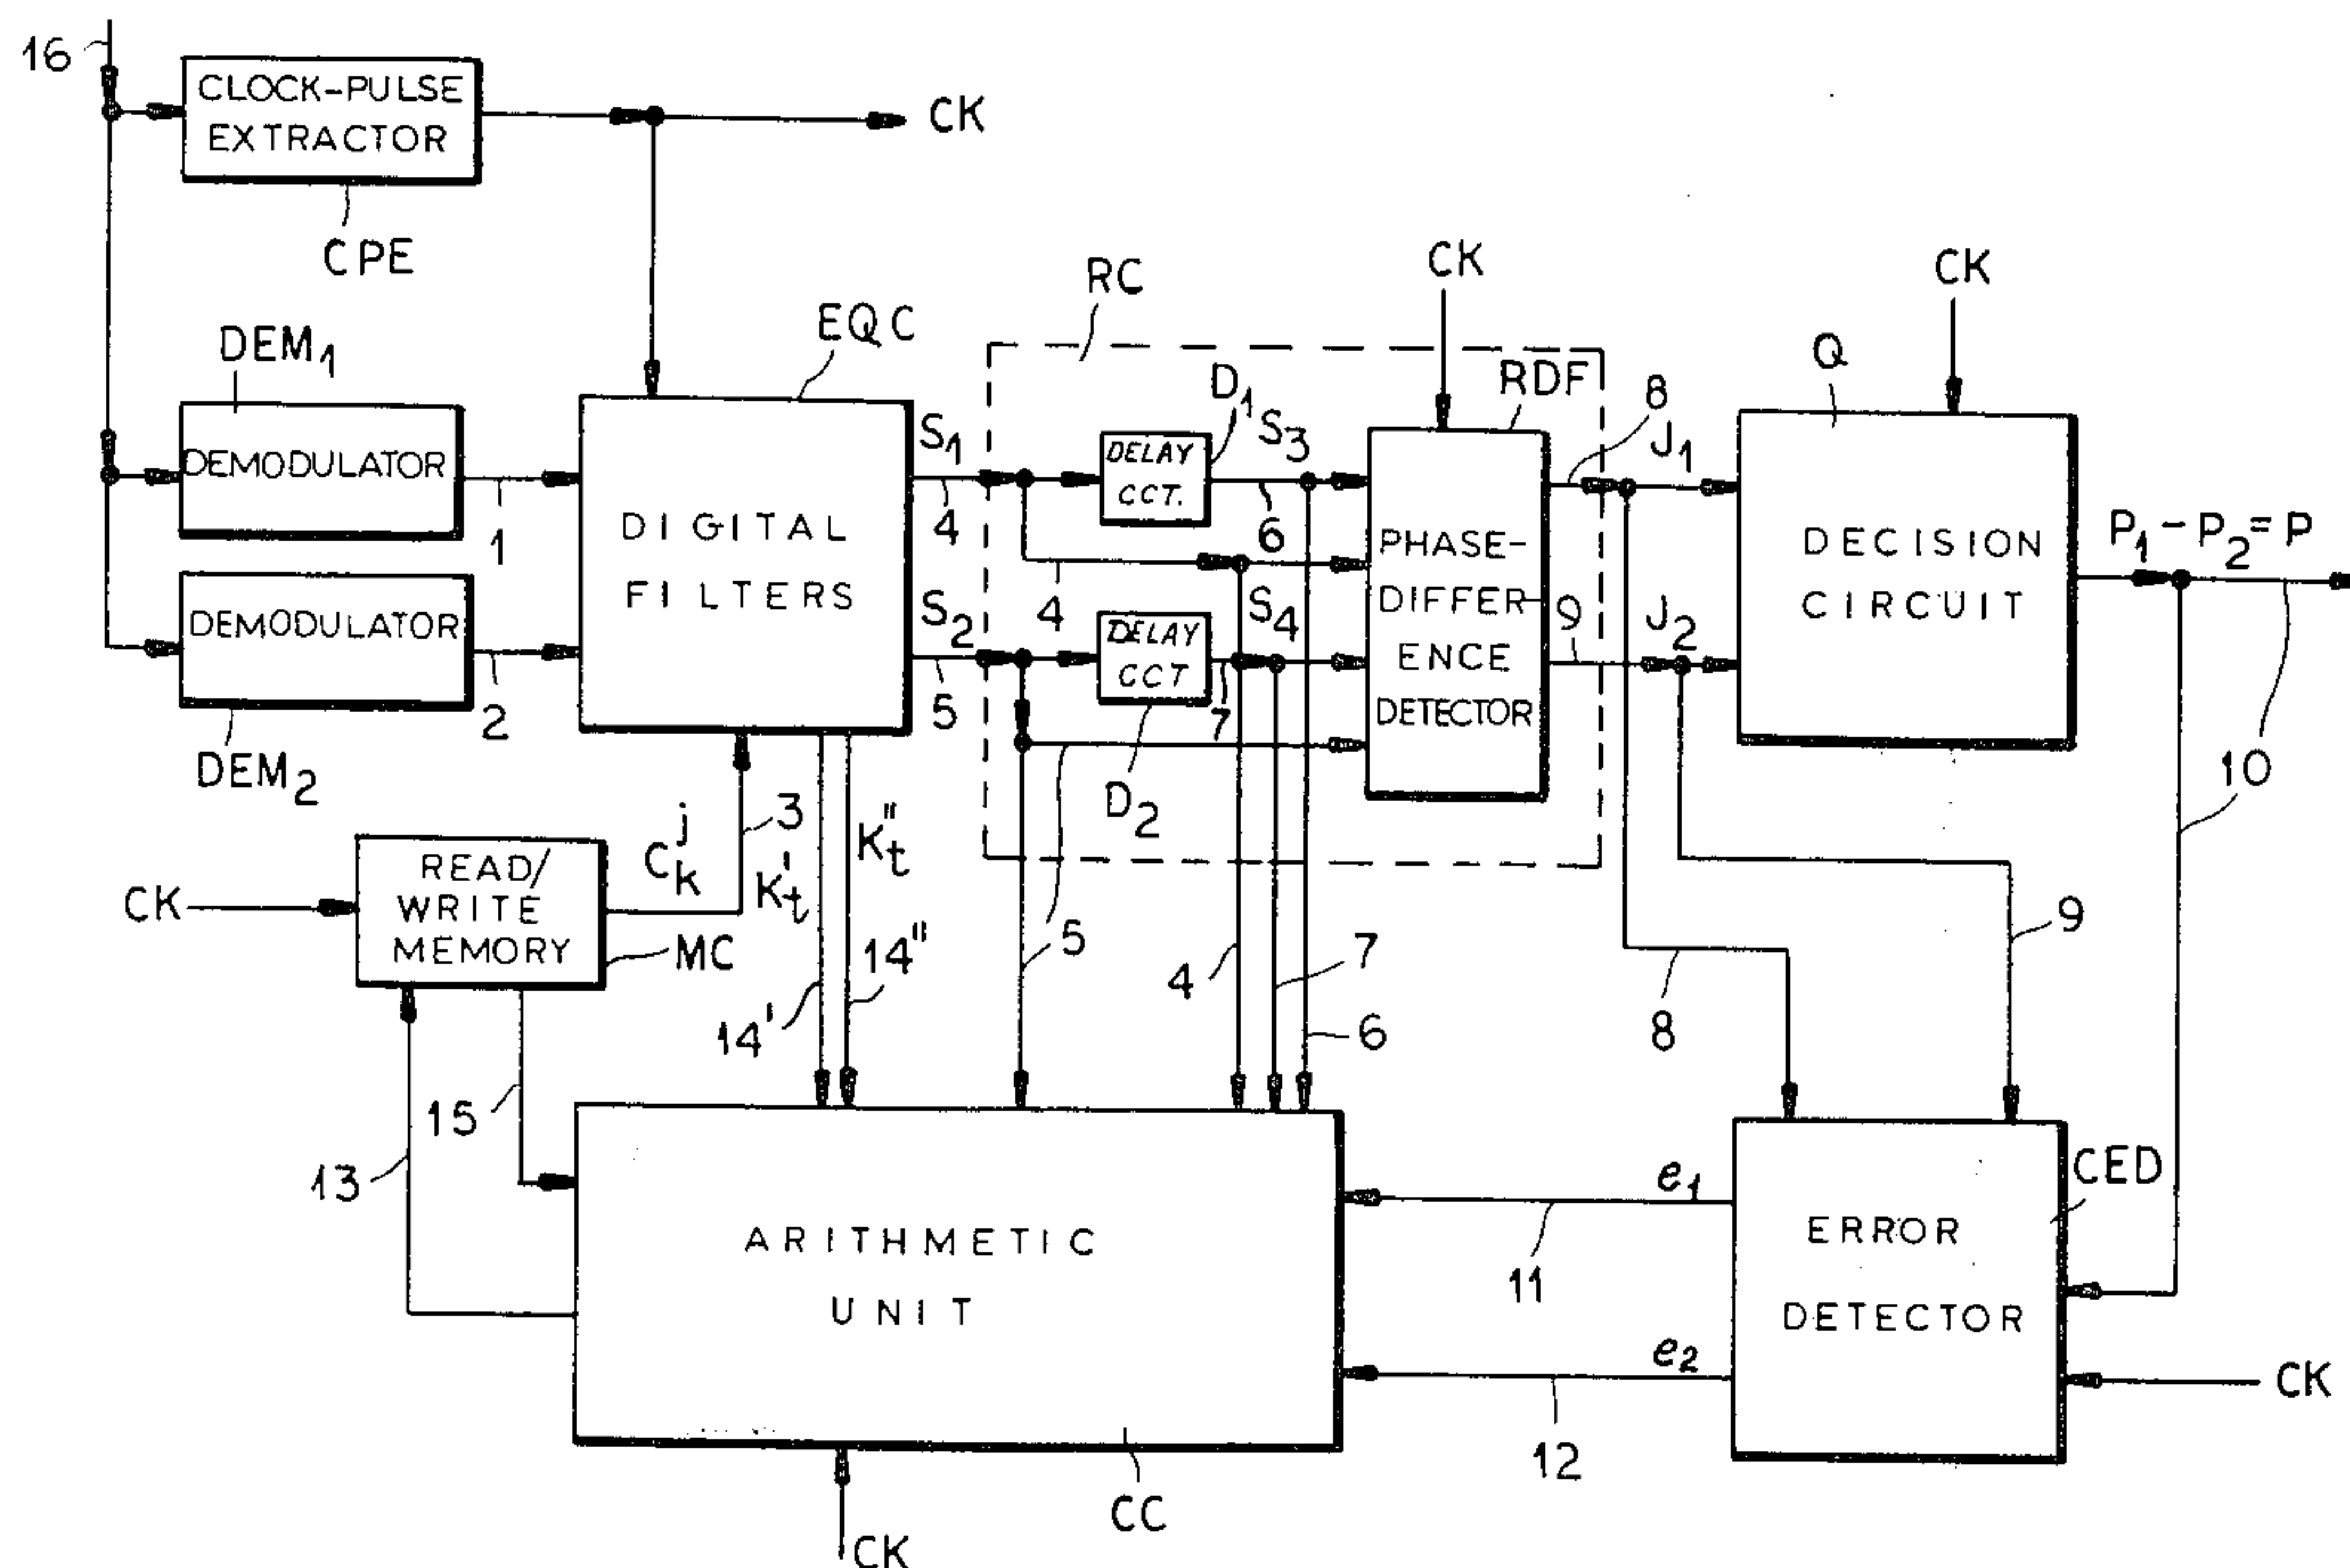 16
CLOCK-PULSE
EXTRACTOR
CK
CPE
DEM1
DEMODULATOR
1
DEMODULATOR
2
DEM2
EQC
DIGITAL
FILTERS
S1
4
S2
5
RC
D1
DELAY
CCT.
S3
6
4
S4
DELAY
CCT
7
D2
CK
RDF
PHASE-
DIFFER-
ENCE
DETECTOR
8
J1
9
J2
CK
Q
DECISION
CIRCUIT
P1-P2=P
10
CK
READ/
WRITE
MEMORY
MC
Ckj
3
K't
K"t
14'
14"
5
4
7
6
8
9
15
13
ARITHMETIC
UNIT
CC
CK
e1
11
e2
12
CED
ERROR
DETECTOR
CK